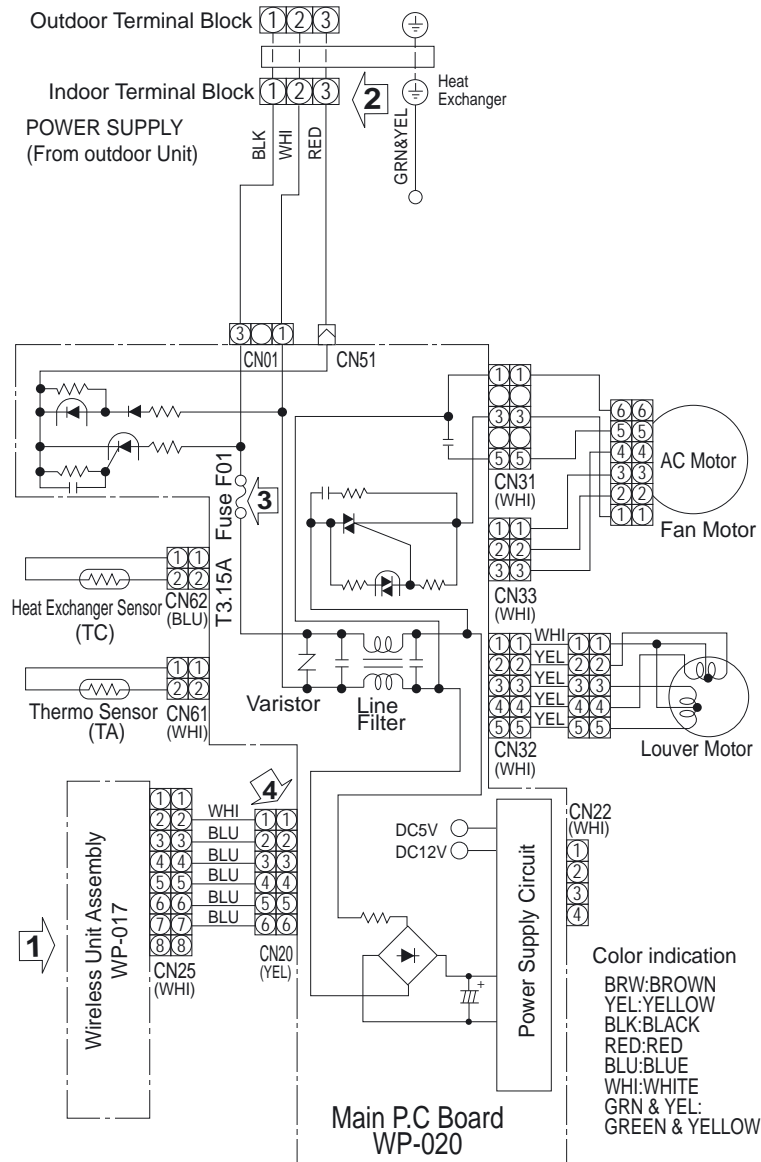 Outdoor Terminal Block 1 2 3
Indoor Terminal Block 1 2 3
2
Heat
Exchanger
POWER SUPPLY
(From outdoor Unit)
BLK
WHI
RED
GRN&YEL
3 1
CN01
CN51
Fuse F01
T3.15A
3
1 1
3 3
5 5
CN31
(WHI)
6 6
5 5
4 4
3 3
2 2
1 1
AC Motor
Fan Motor
1 1
2 2
3 3
CN33
(WHI)
1 1
2 2
Heat Exchanger Sensor
(TC)
CN62
(BLU)
1 1
2 2
Thermo Sensor
(TA)
CN61
(WHI)
Varistor
Line
Filter
1 1 WHI 1 1
2 2 YEL 2 2
3 3 YEL 3 3
4 4 YEL 4 4
5 5 YEL 5 5
CN32
(WHI)
Louver Motor
4
1
Wireless Unit Assembly
WP-017
1 1
2 2 WHI 1 1
3 3 BLU 2 2
4 4 BLU 3 3
5 5 BLU 4 4
6 6 BLU 5 5
7 7 BLU 6 6
8 8
CN25
(WHI)
CN20
(YEL)
DC5V
DC12V
+
Power Supply Circuit
CN22
(WHI)
1
2
3
4
Color indication
BRW:BROWN
YEL:YELLOW
BLK:BLACK
RED:RED
BLU:BLUE
WHI:WHITE
GRN & YEL:
GREEN & YELLOW
Main P.C Board
WP-020